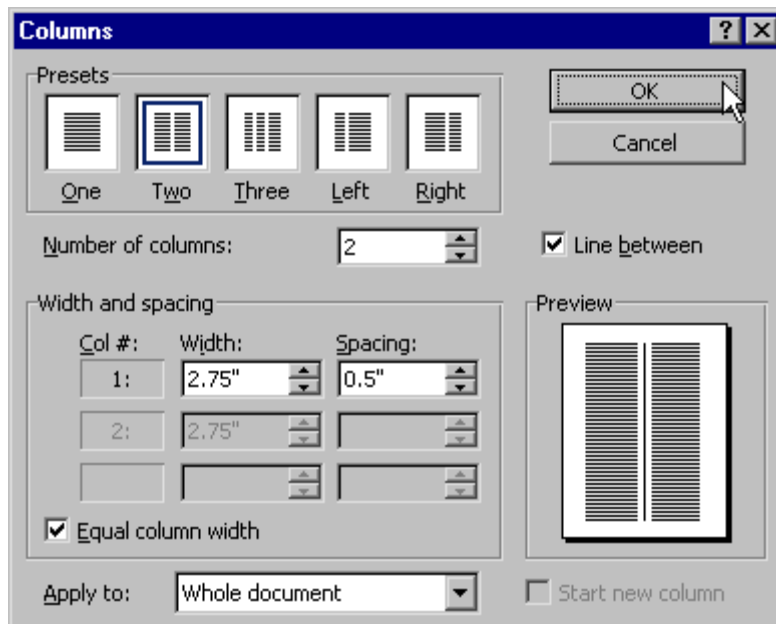 Columns
Presets
OK
Cancel
One Two Three Left Right
Number of columns: 2
Line between
Width and spacing
Preview
Col #: Width: Spacing:
1: 2.75" 0.5"
2: 2.75"
Equal column width
Apply to: Whole document
Start new column